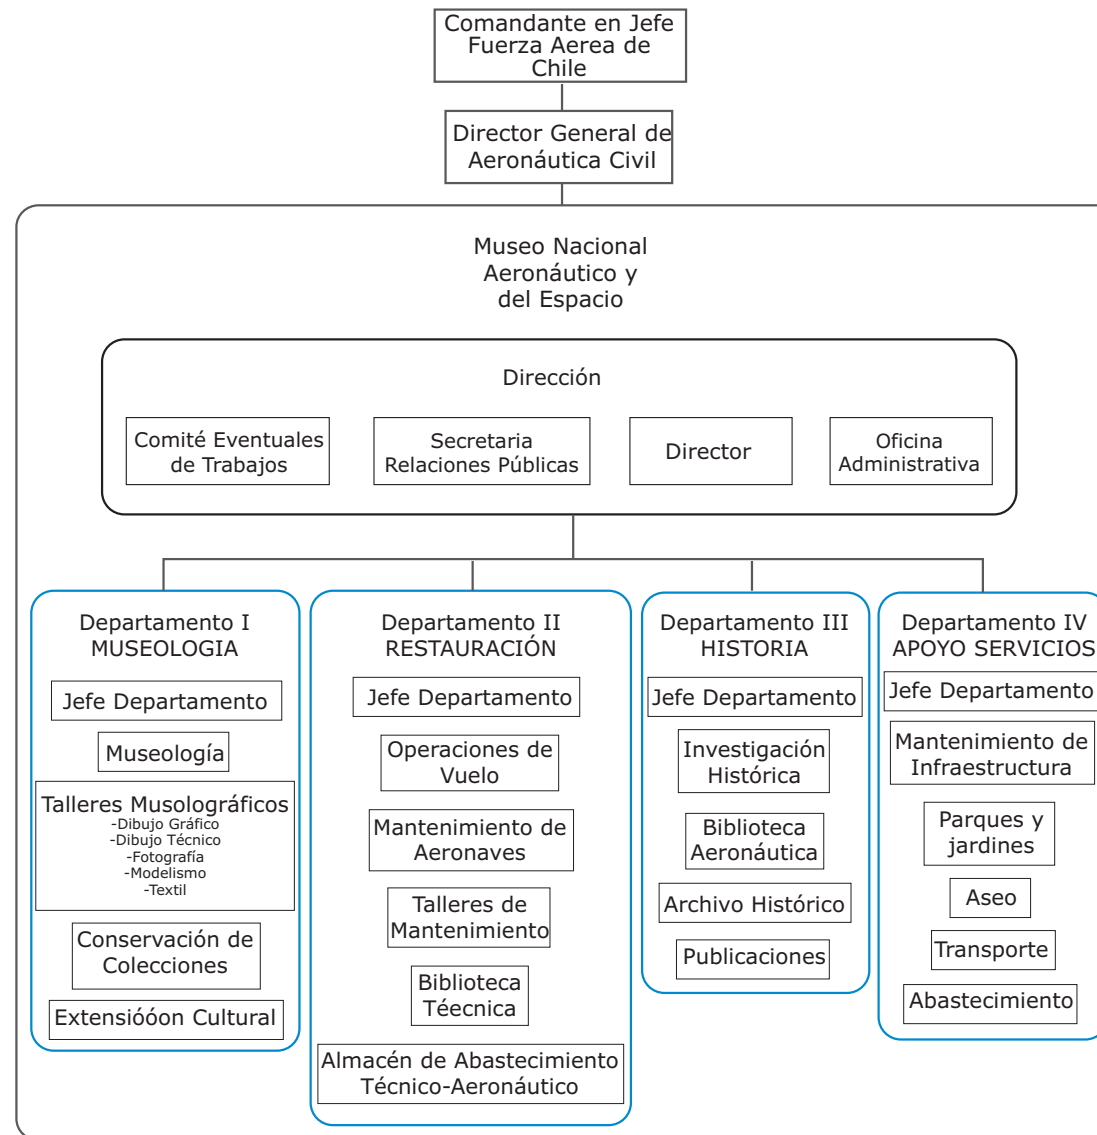 Comandante en Jefe
Fuerza Aerea de
Chile
Director General de
Aeronáutica Civil
Museo Nacional
Aeronáutico y
del Espacio
Dirección
Comité Eventuales
de Trabajos
Secretaria
Relaciones Públicas
Director
Oficina
Administrativa
Departamento I
MUSEOLOGIA
Jefe Departamento
Museología
Talleres Musolográficos
-Dibujo Gráfico
-Dibujo Técnico
-Fotografía
-Modelismo
-Textil
Conservación de
Colecciones
Extensióóon Cultural
Departamento II
RESTAURACIÓN
Jefe Departamento
Operaciones de
Vuelo
Mantenimiento de
Aeronaves
Talleres de
Mantenimiento
Biblioteca
Téecnica
Almacén de Abastecimiento
Técnico-Aeronáutico
Departamento III
HISTORIA
Jefe Departamento
Investigación
Histórica
Biblioteca
Aeronáutica
Archivo Histórico
Publicaciones
Departamento IV
APOYO SERVICIOS
Jefe Departamento
Mantenimiento de
Infraestructura
Parques y
jardines
Aseo
Transporte
Abastecimiento